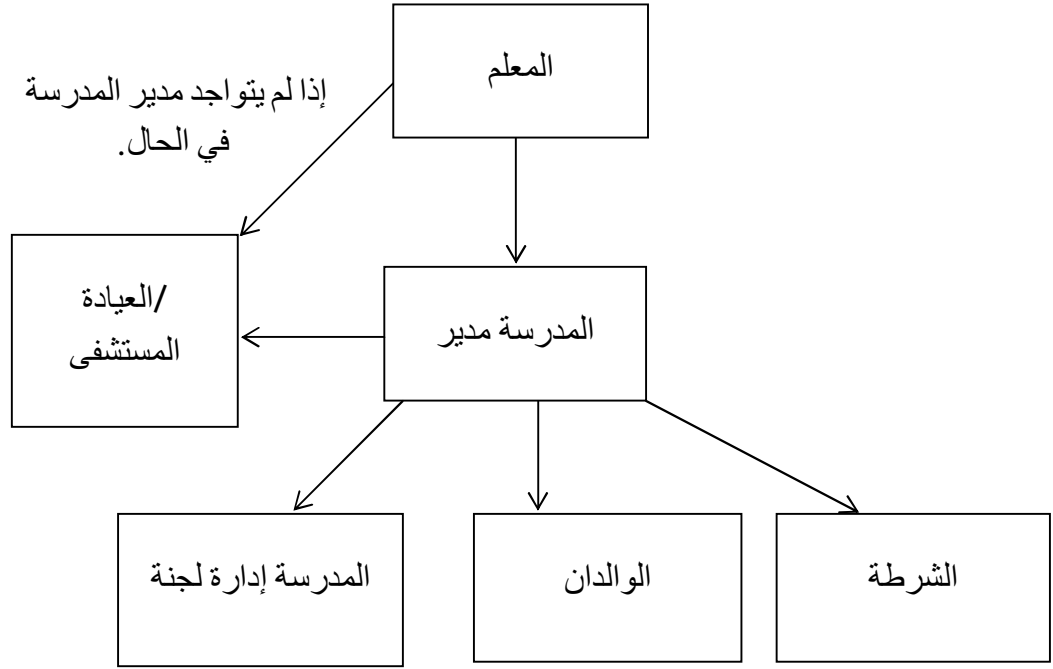 المعلم
إذا لم يتواجد مدير المدرسة
في الحال.
/العيادة
المستشفى
المدرسة مدير
المدرسة إدارة لجنة
الوالدان
الشرطة